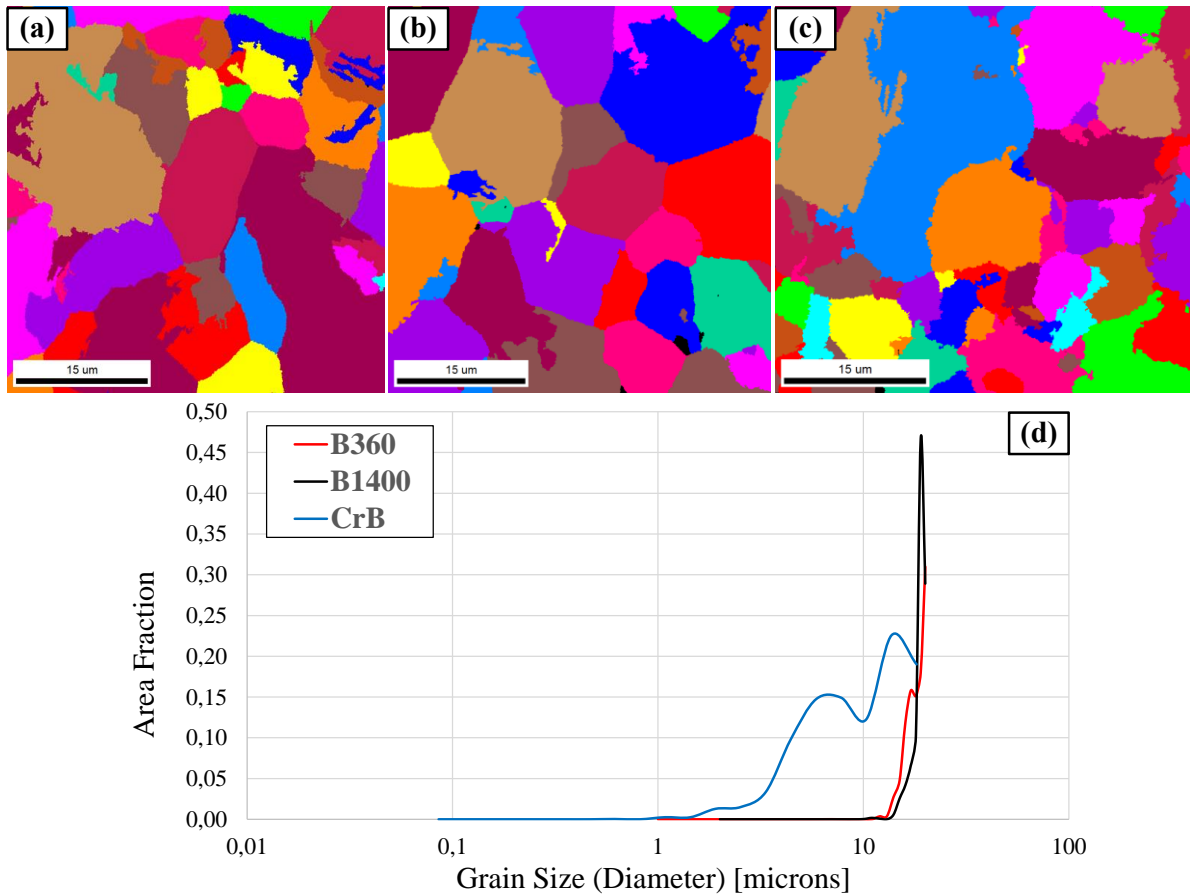 (a)
(b)
(c)
15 um
15 um
15 um
(d)
B360
B1400
CrB
0,50
0,45
0,40
0,35
0,30
0,25
0,20
0,15
0,10
0,05
0,00
Area Fraction
0,01
0,1
1
10
100
Grain Size (Diameter) [microns]